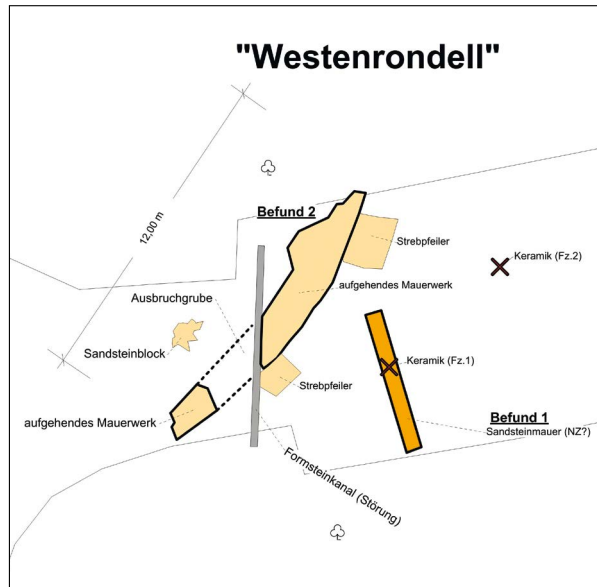 "Westenrondell"
12,00 m
Befund 2
Strebpfeiler
Keramik (Fz.2)
aufgehendes Mauerwerk
Ausbruchgrube
Sandsteinblock
Keramik (Fz.1)
Strebpfeiler
aufgehendes Mauerwerk
Befund 1
Sandsteinmauer (NZ?)
Formsteinkanal (Störung)